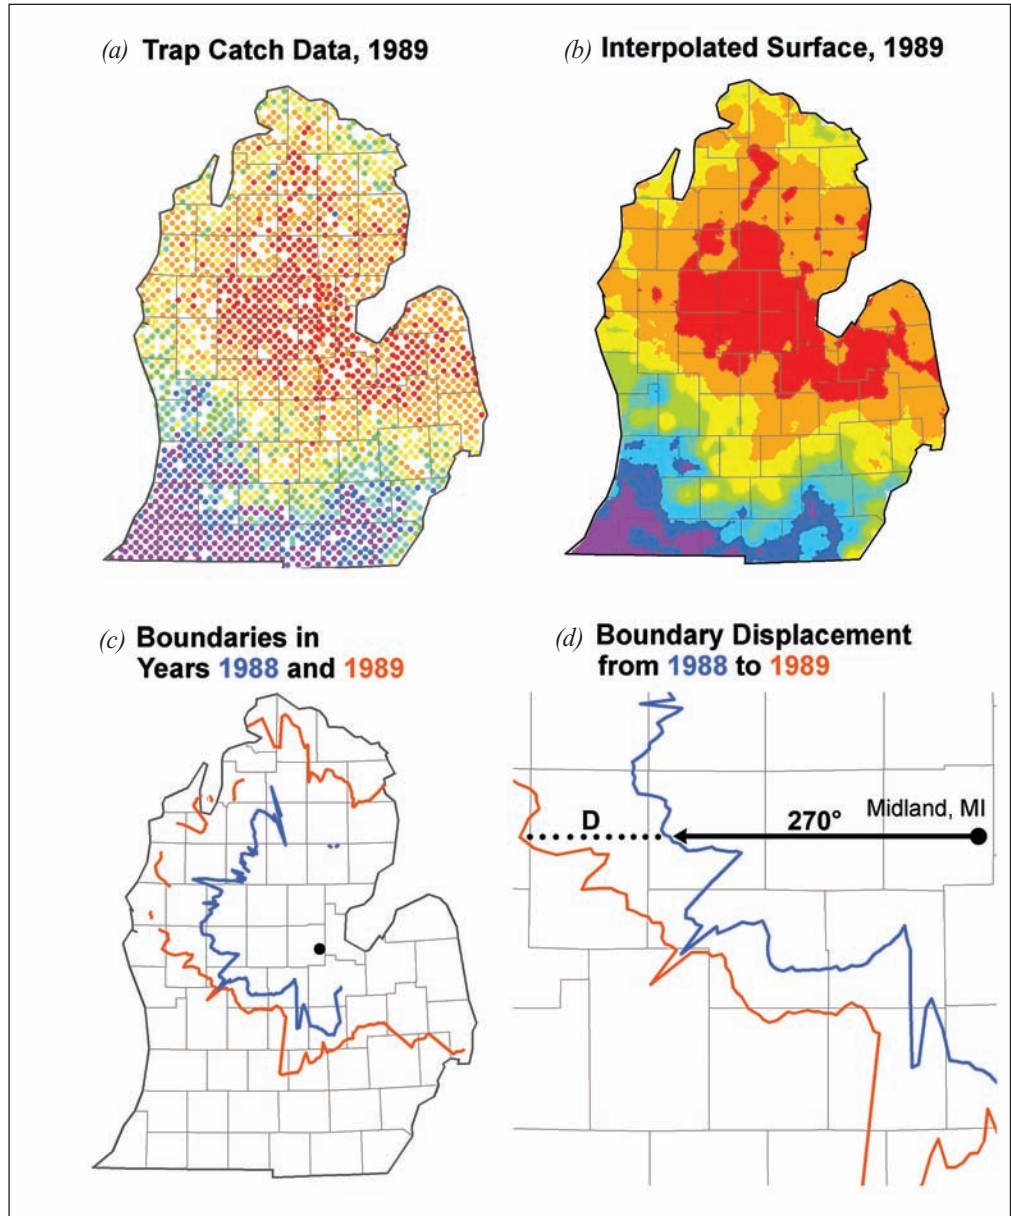 (a) Trap Catch Data, 1989
(b) Interpolated Surface, 1989
(c) Boundaries in
Years 1988 and 1989
(d) Boundary Displacement
from 1988 to 1989
D
270°
Midland, MI